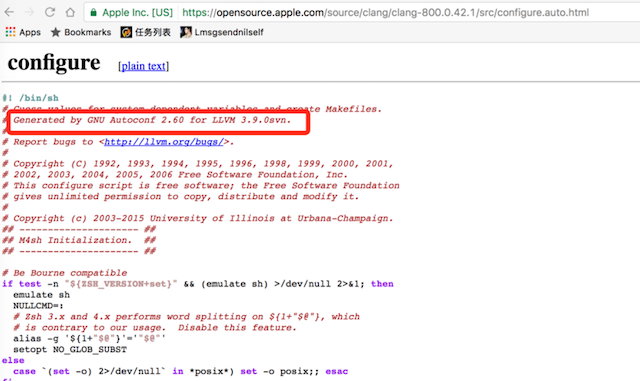 Apple Inc. [US] https://opensource.apple.com/source/clang/clang-800.0.42.1/src/configure.auto.html
Apps Bookmarks 任务列表 Lmsgsendnilself
configure [plain text]
#! /bin/sh
# Guess values for system-dependent variables and create Makefiles.
# Generated by GNU Autoconf 2.60 for LLVM 3.9.0svn.
#
# Report bugs to <http://llvm.org/bugs/>.
#
# Copyright (C) 1992, 1993, 1994, 1995, 1996, 1998, 1999, 2000, 2001,
# 2002, 2003, 2004, 2005, 2006 Free Software Foundation, Inc.
# This configure script is free software; the Free Software Foundation
# gives unlimited permission to copy, distribute and modify it.
#
# Copyright (c) 2003-2015 University of Illinois at Urbana-Champaign.
## --------------------- ##
## M4sh Initialization. ##
## --------------------- ##
# Be Bourne compatible
if test -n "${ZSH_VERSION+set}" && (emulate sh) >/dev/null 2>&1; then
emulate sh
NULLCMD=:
# Zsh 3.x and 4.x performs word splitting on ${1+"$@"}, which
# is contrary to our usage. Disable this feature.
alias -g '${1+"$@"}'='"$@"'
setopt NO_GLOB_SUBST
else
case `(set -o) 2>/dev/null` in *posix*) set -o posix;; esac